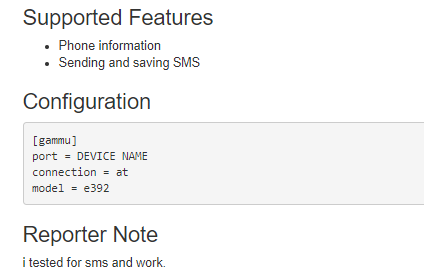 Supported Features
Phone information
Sending and saving SMS
Configuration
[gammu]
port = DEVICE NAME
connection = at
model = e392
Reporter Note
i tested for sms and work.